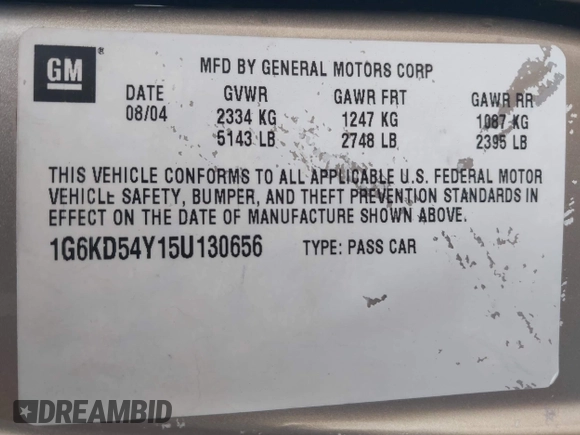 GM
®
MFD BY GENERAL MOTORS CORP
DATE GVWR GAWR FRT GAWR RR
08/04 2334 KG 1247 KG 1087 KG
5143 LB 2748 LB 2395 LB
THIS VEHICLE CONFORMS TO ALL APPLICABLE U.S. FEDERAL MOTOR
VEHICLE SAFETY, BUMPER, AND THEFT PREVENTION STANDARDS IN
EFFECT ON THE DATE OF MANUFACTURE SHOWN ABOVE.
1G6KD54Y15U130656 TYPE: PASS CAR
DREAMBID